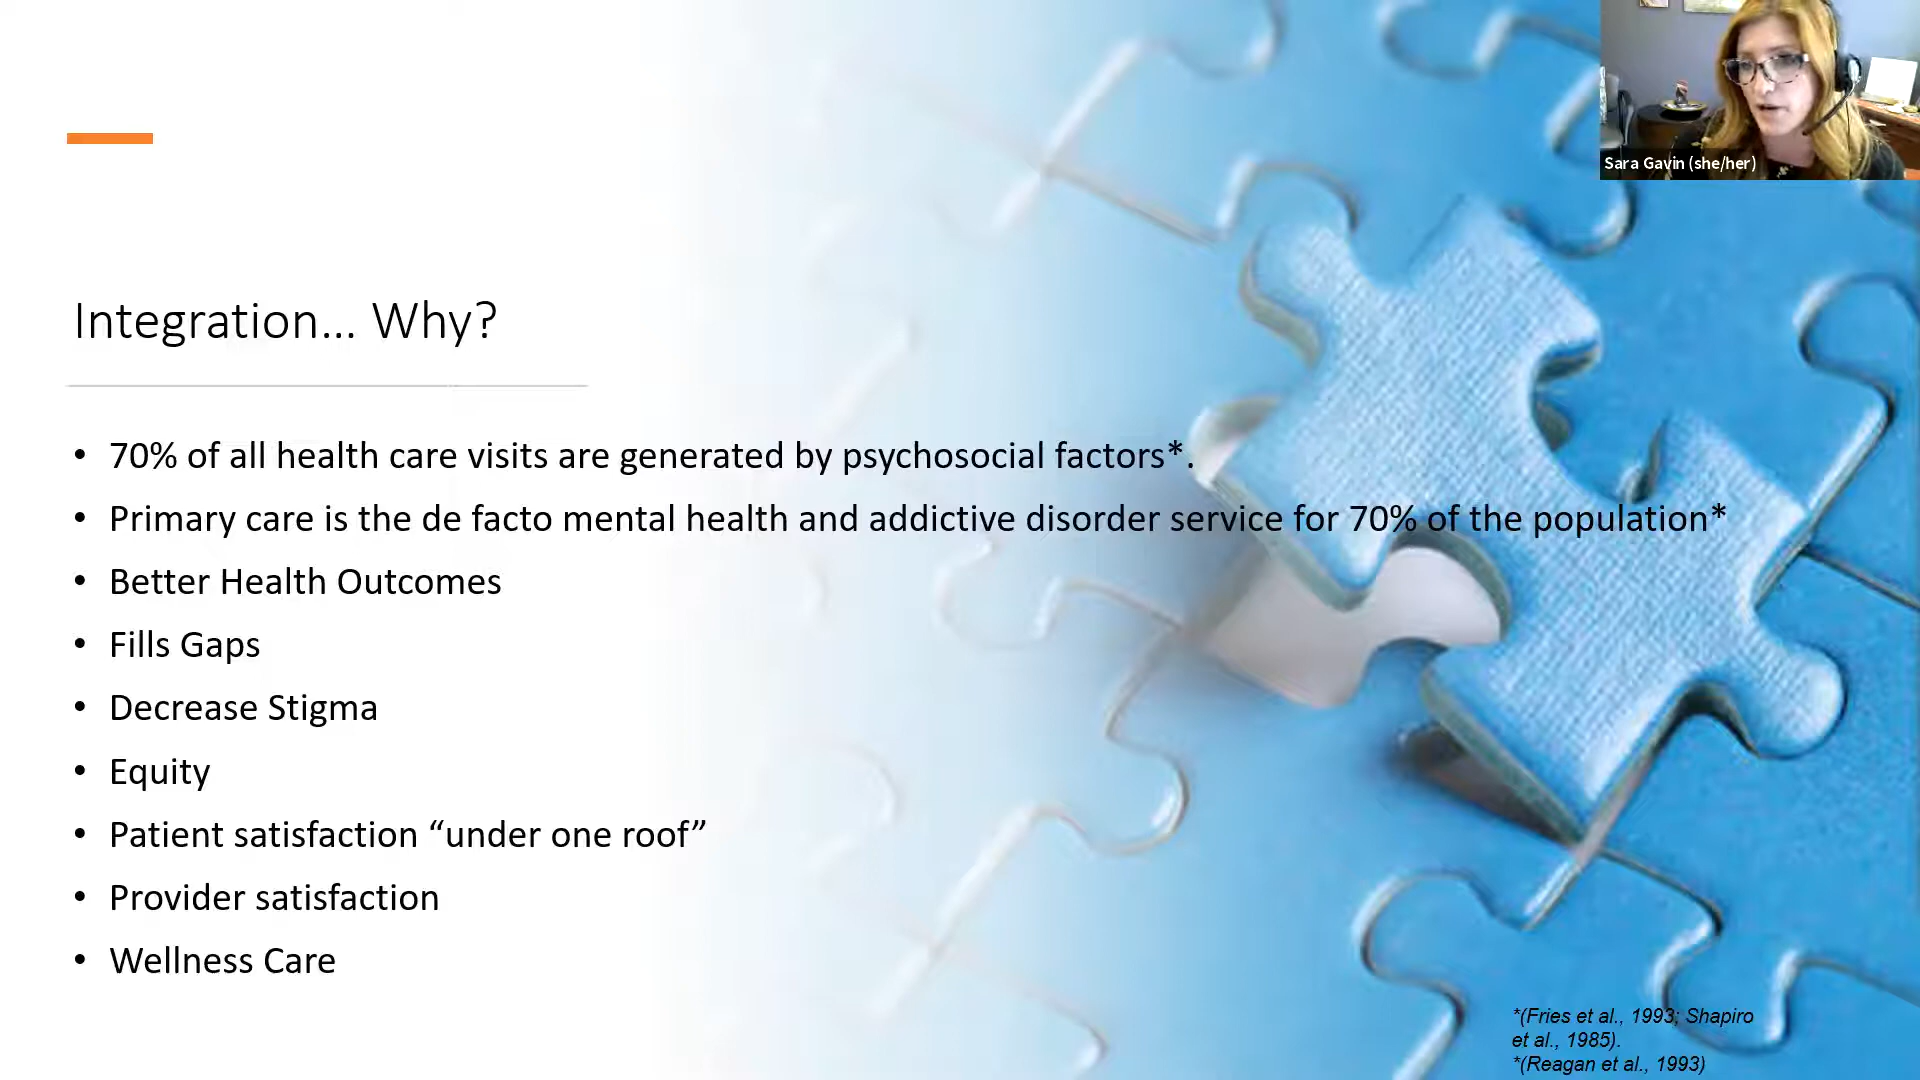 Sara Gavin (she/her)
Integration... Why?
• 70% of all health care visits are generated by psychosocial factors*.
• Primary care is the de facto mental health and addictive disorder service for 70% of the population*
• Better Health Outcomes
• Fills Gaps
• Decrease Stigma
• Equity
• Patient satisfaction “under one roof”
• Provider satisfaction
• Wellness Care
*(Fries et al., 1993; Shapiro
et al., 1985).
*(Reagan et al., 1993)